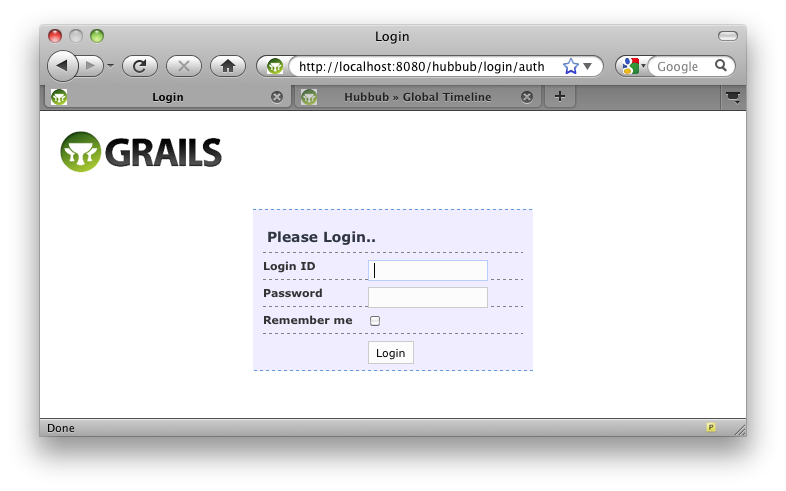 Login
http://localhost:8080/hubbub/login/auth
Google
Login
Hubbub » Global Timeline
GRAILS
Please Login..
Login ID
Password
Remember me
Login
Done
P